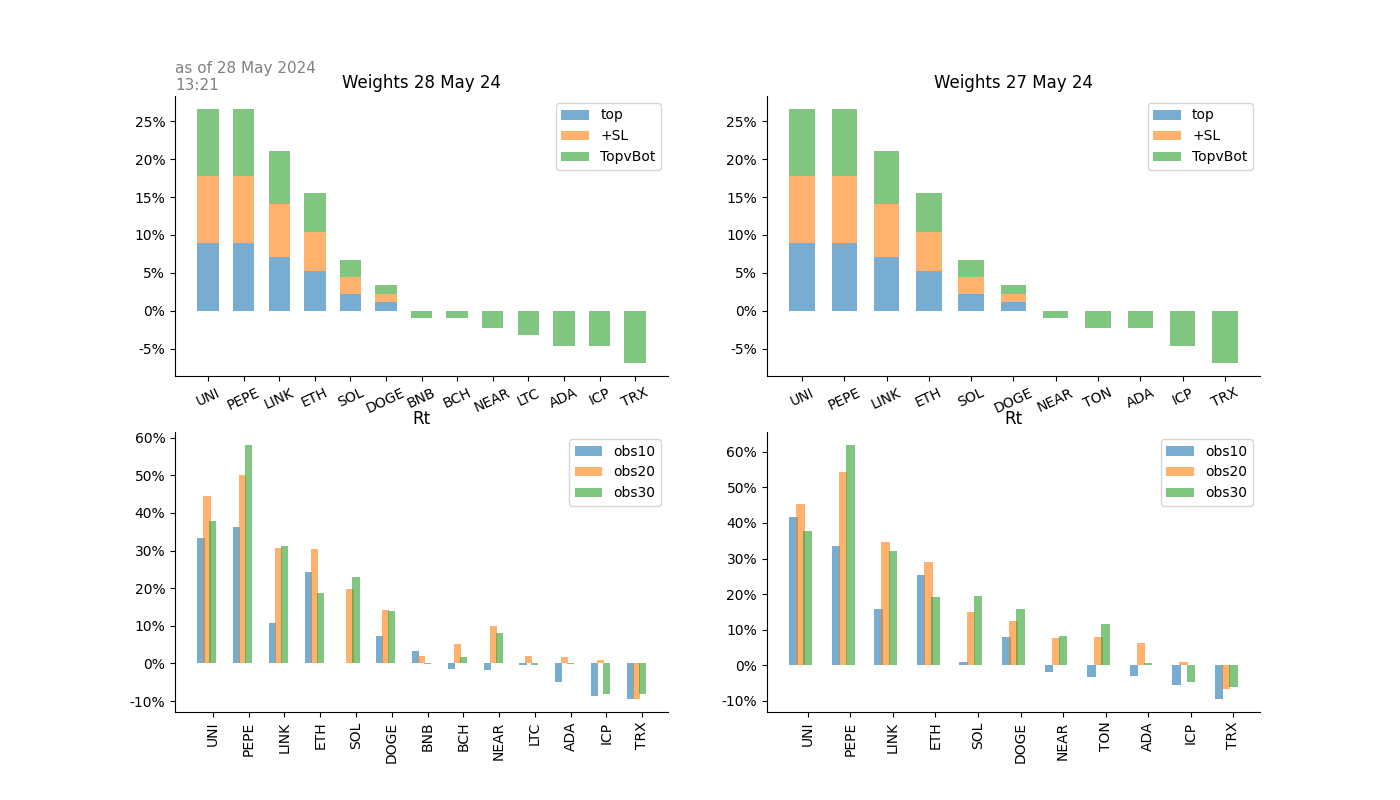 as of 28 May 2024
13:21
Weights 28 May 24
25%
20%
15%
10%
5%
0%
-5%
top
+SL
TopvBot
UNI PEPE LINK ETH SOL DOGE BNB BCH NEAR LTC ADA ICP TRX
Weights 27 May 24
25%
20%
15%
10%
5%
0%
-5%
top
+SL
TopvBot
UNI PEPE LINK ETH SOL DOGE NEAR TON ADA ICP TRX
Rt
60%
50%
40%
30%
20%
10%
0%
-10%
obs10
obs20
obs30
UNI PEPE LINK ETH SOL DOGE BNB BCH NEAR LTC ADA ICP TRX
Rt
60%
50%
40%
30%
20%
10%
0%
-10%
obs10
obs20
obs30
UNI PEPE LINK ETH SOL DOGE NEAR TON ADA ICP TRX